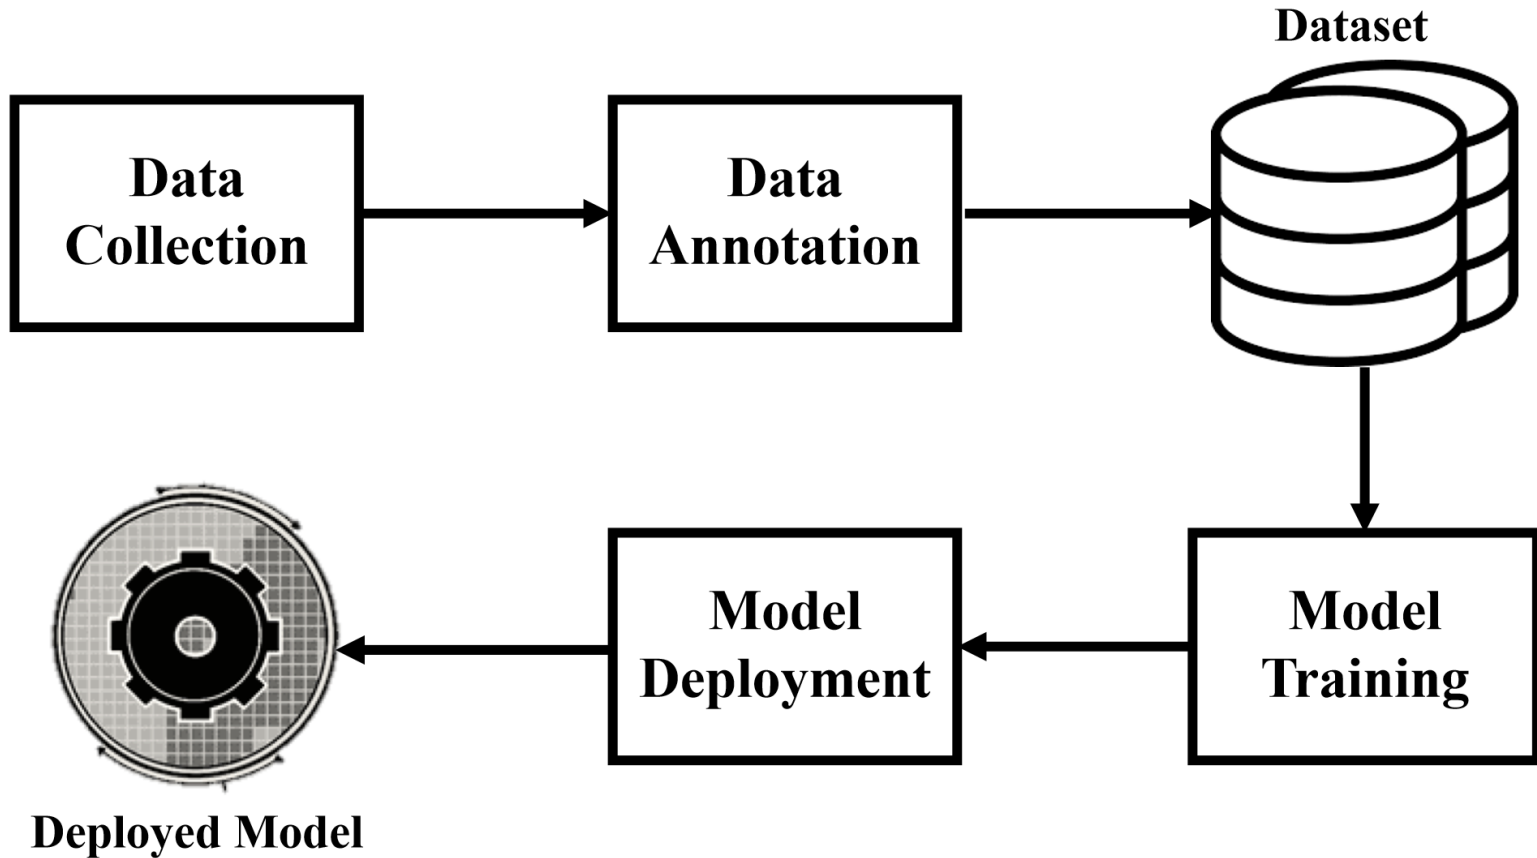 Dataset
Data
Collection
Data
Annotation
Model
Training
Model
Deployment
Deployed Model